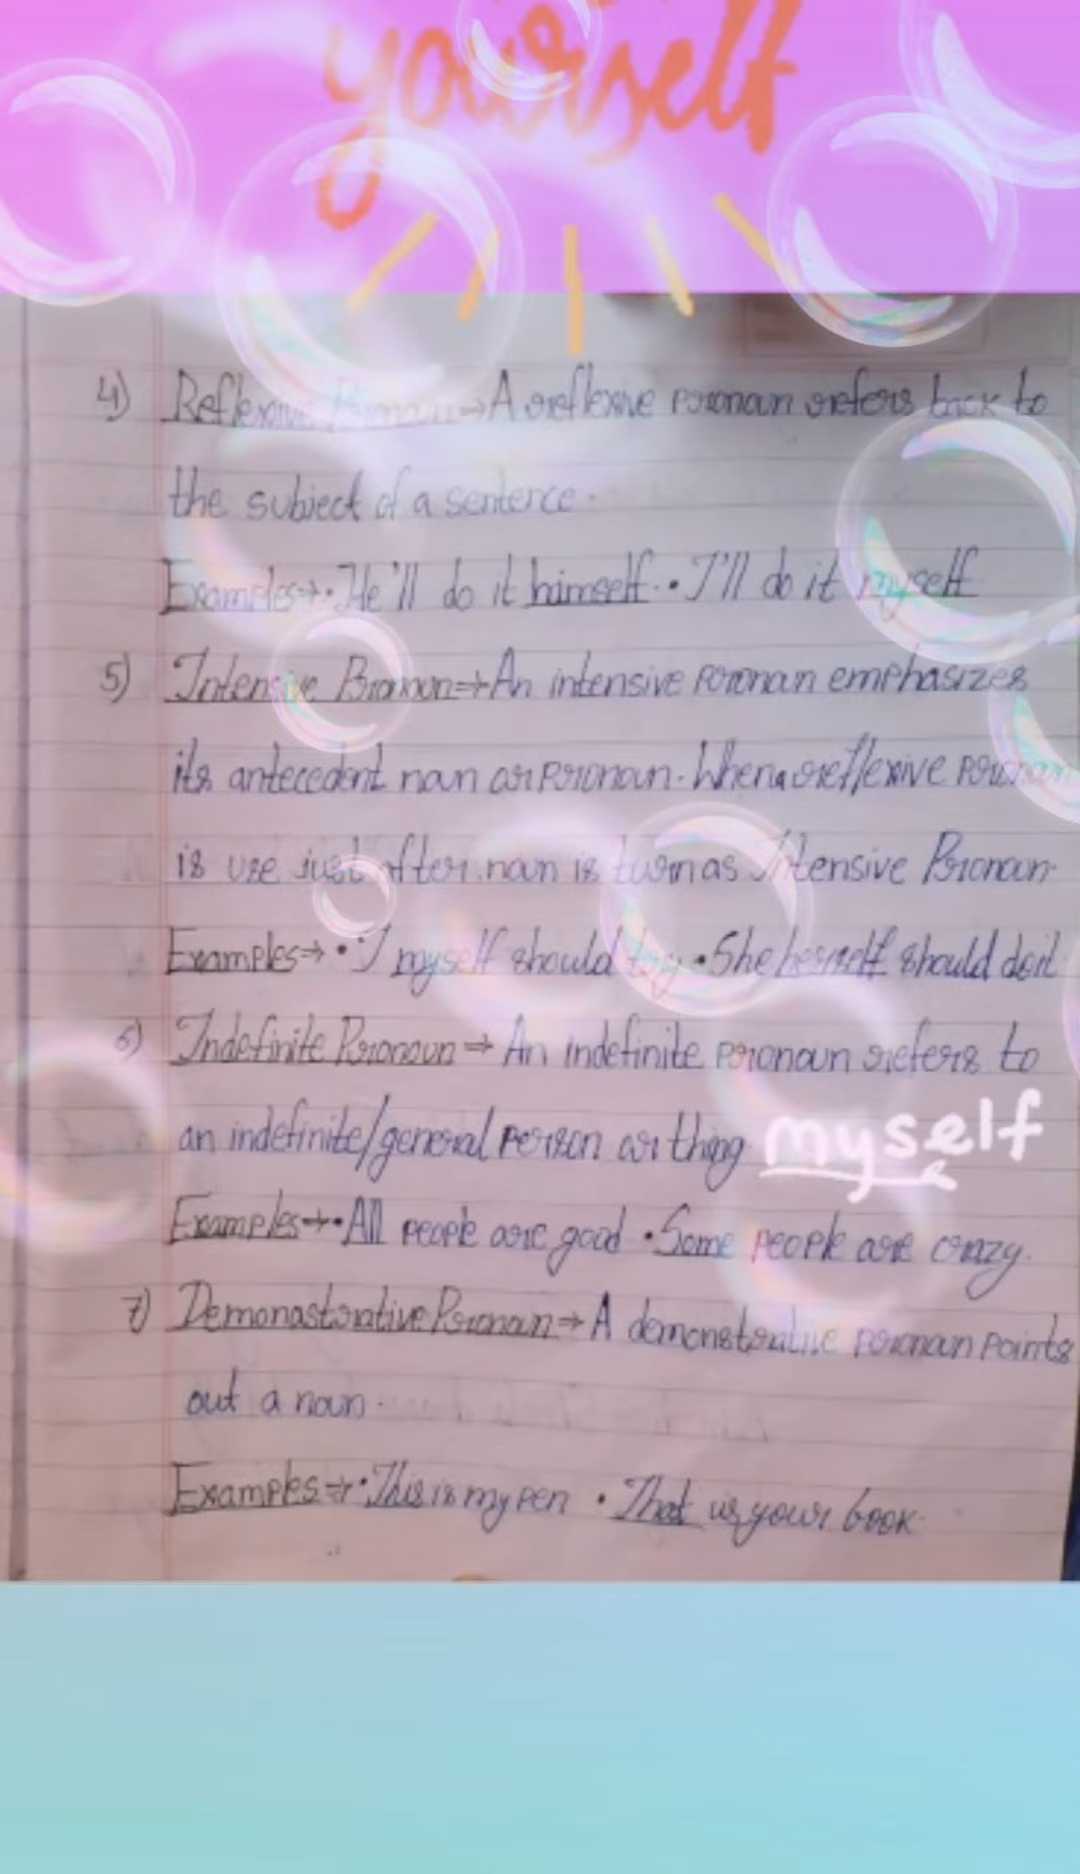 yourself
4) Reflexive Pronoun⇒A reflexive pronoun refers back to
the subject of a sentence.
Examples→•He'll do it himself.•I'll do it myself
5) Intensive Pronoun⇒An intensive pronoun emphasizes
its antecedent noun or pronoun. When a reflexive pronoun
is use just after noun is turn as Intensive Pronoun
Examples⇒•I myself should try.•She herself should do it
6) Indefinite Pronoun⇒An indefinite pronoun refers to
an indefinite/general person or thing myself
Examples→•All people are good •Some people are crazy.
7) Demonastrative Pronoun⇒A demonstrative pronoun points
out a noun.
Examples⇒•This is my pen •That is your book.